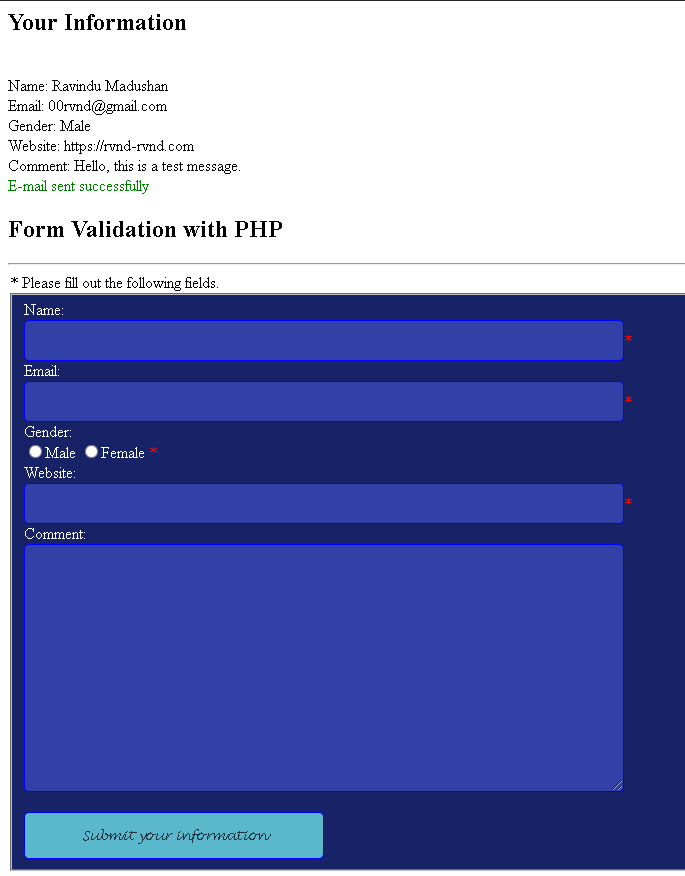 Your Information
Name: Ravindu Madushan
Email: 00rvnd@gmail.com
Gender: Male
Website: https://rvnd-rvnd.com
Comment: Hello, this is a test message.
E-mail sent successfully
Form Validation with PHP
* Please fill out the following fields.
Name:
*
Email:
*
Gender:
Male Female *
Website:
*
Comment:
Submit your information